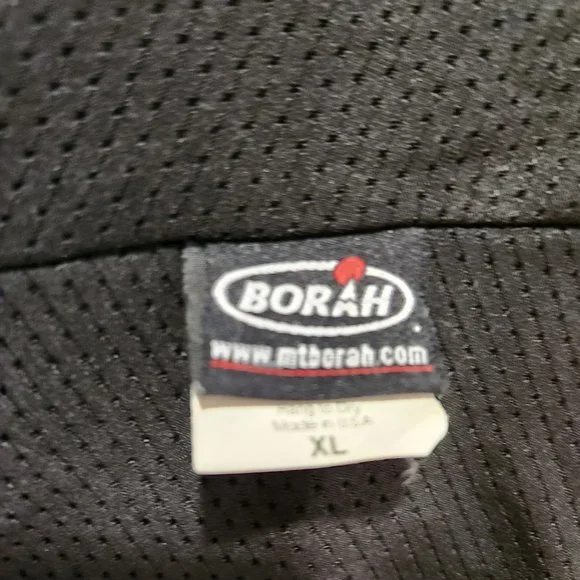 BORAH
www.mtborah.com
Hang to Dry
Made in U.S.A
XL